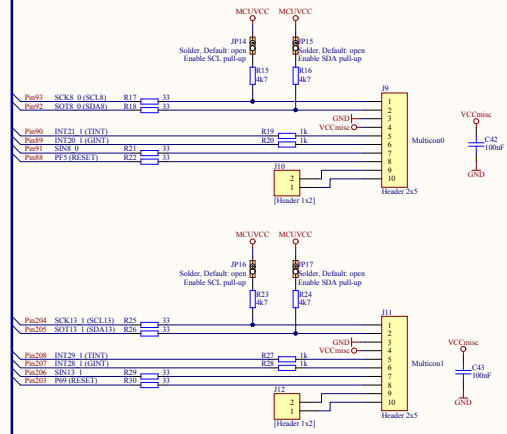 MCUVCC MCUVCC
JP14 JP15
Solder, Default: open Solder, Default: open
Enable SCL pull-up Enable SDA pull-up
R15 R16
4k7 4k7
J9
Pin93 SCK8_0 (SCL8) R17 33 1
Pin92 SOT8_0 (SDA8) R18 33 2
GND 3
VCCmisc 4
Pin90 INT21_1 (TINT) R19 1k 5
Pin89 INT20_1 (GINT) R20 1k 6
Pin91 SIN8_0 R21 33 7
Pin88 PF5 (RESET) R22 33 8
9
10
Multicon0
Header 2x5
J10
2
1
[Header 1x2]
VCCmisc
C42
100nF
GND
MCUVCC MCUVCC
JP16 JP17
Solder, Default: open Solder, Default: open
Enable SCL pull-up Enable SDA pull-up
R23 R24
4k7 4k7
J11
Pin204 SCK13_1 (SCL13) R25 33 1
Pin205 SOT13_1 (SDA13) R26 33 2
GND 3
VCCmisc 4
Pin208 INT29_1 (TINT) R27 1k 5
Pin207 INT28_1 (GINT) R28 1k 6
Pin206 SIN13_1 R29 33 7
Pin203 P69 (RESET) R30 33 8
9
10
Multicon1
Header 2x5
J12
2
1
[Header 1x2]
VCCmisc
C43
100nF
GND